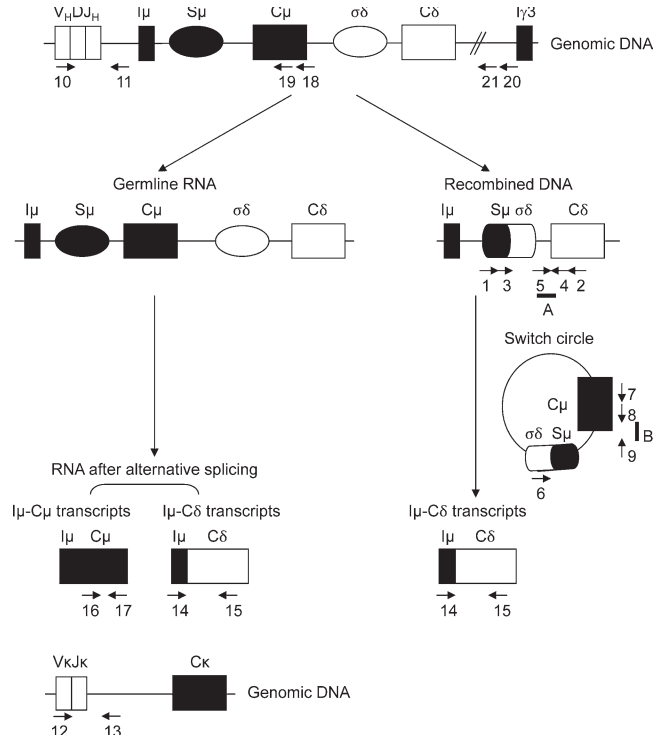 VHDJH Iμ Sμ Cμ σδ Cδ Iγ3
Genomic DNA
10 11 19 18 21 20
Germline RNA
Iμ Sμ Cμ σδ Cδ
Recombined DNA
Iμ Sμ σδ Cδ
1 3 5 4 2
A
Switch circle
Cμ
7
8
B
9
σδ Sμ
6
RNA after alternative splicing
Iμ-Cμ transcripts
Iμ Cμ
16 17
Iμ-Cδ transcripts
Iμ Cδ
14 15
Iμ-Cδ transcripts
Iμ Cδ
14 15
VκJκ Cκ
Genomic DNA
12 13